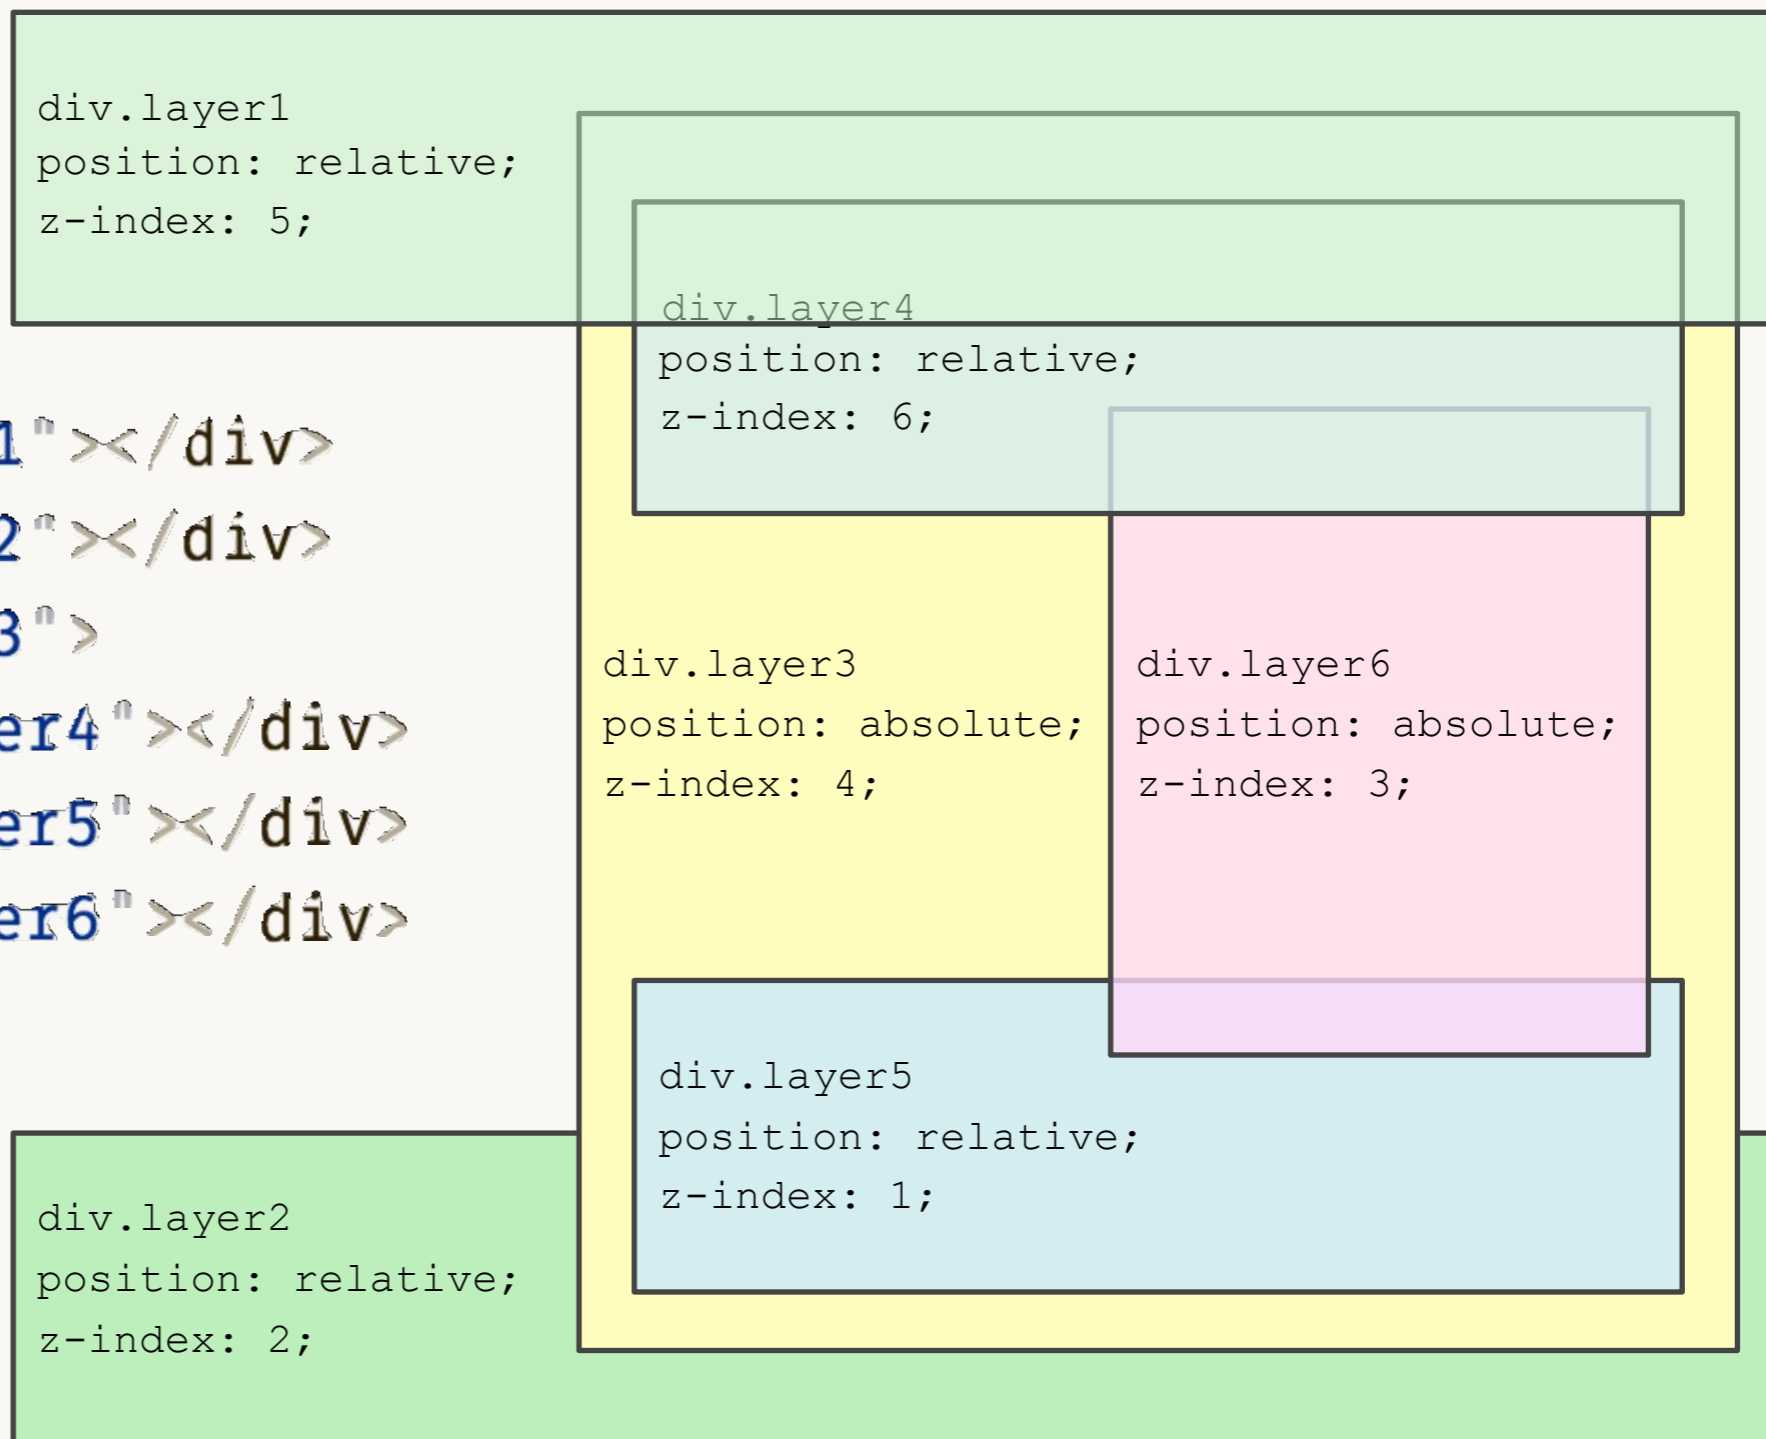 div.layer1
position: relative;
z-index: 5;
div.layer4
position: relative;
z-index: 6;
1"></div>
2"></div>
3">
er4"></div>
er5"></div>
er6"></div>
div.layer3
position: absolute;
z-index: 4;
div.layer6
position: absolute;
z-index: 3;
div.layer5
position: relative;
z-index: 1;
div.layer2
position: relative;
z-index: 2;